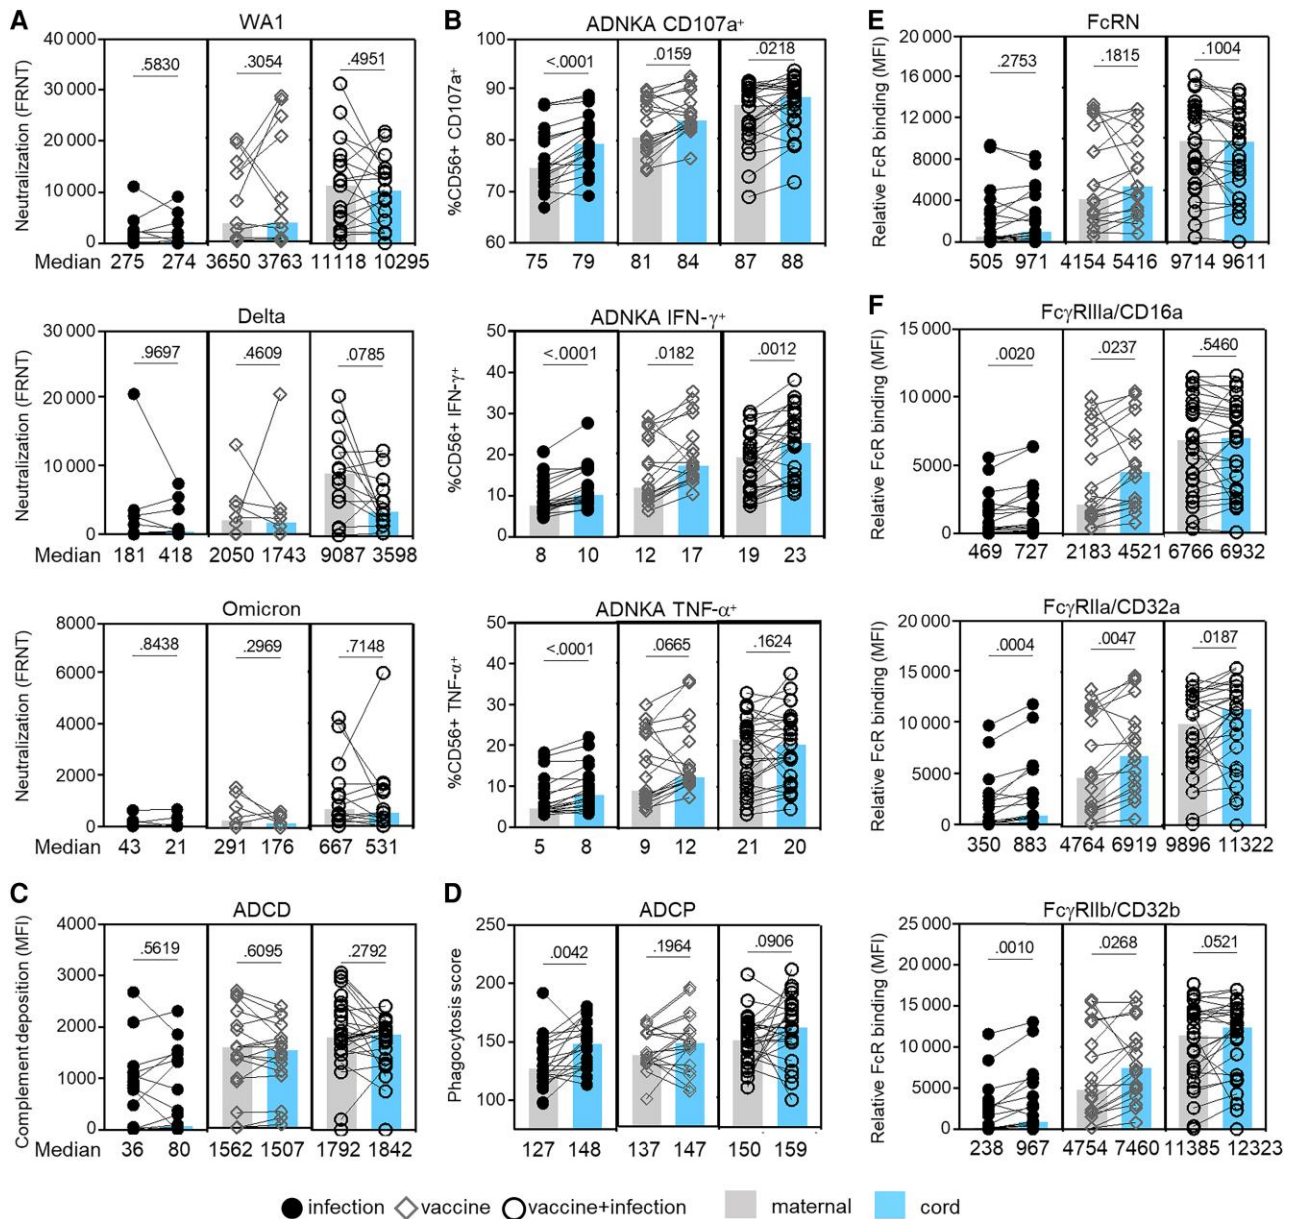 A
WA1
Neutralization (FRNT)
40 000
30 000
20 000
10 000
0
.5830
.3054
.4951
Median 275 274 3650 3763 11118 10295
Delta
Neutralization (FRNT)
30 000
20 000
10 000
0
.9697
.4609
.0785
Median 181 418 2050 1743 9087 3598
Omicron
Neutralization (FRNT)
8000
6000
4000
2000
0
.8438
.2969
.7148
Median 43 21 291 176 667 531
B
ADNKA CD107a+
%CD56+ CD107a+
100
90
80
70
60
<.0001
.0159
.0218
75 79 81 84 87 88
ADNKA IFN-γ+
%CD56+ IFN-γ+
50
40
30
20
10
0
<.0001
.0182
.0012
8 10 12 17 19 23
ADNKA TNF-α+
%CD56+ TNF-α+
50
40
30
20
10
0
<.0001
.0665
.1624
5 8 9 12 21 20
C
ADCD
Complement deposition (MFI)
4000
3000
2000
1000
0
.5619
.6095
.2792
Median 36 80 1562 1507 1792 1842
D
ADCP
Phagocytosis score
250
200
150
100
.0042
.1964
.0906
127 148 137 147 150 159
E
FcRN
Relative FcR binding (MFI)
20 000
16 000
12 000
8000
4000
0
.2753
.1815
.1004
505 971 4154 5416 9714 9611
F
FcγRIIIa/CD16a
Relative FcR binding (MFI)
15 000
10 000
5000
0
.0020
.0237
.5460
469 727 2183 4521 6766 6932
FcγRIIa/CD32a
Relative FcR binding (MFI)
20 000
15 000
10 000
5000
0
.0004
.0047
.0187
350 883 4764 6919 9896 11322
FcγRIIb/CD32b
Relative FcR binding (MFI)
25 000
20 000
15 000
10 000
5000
0
.0010
.0268
.0521
238 967 4754 7460 11385 12323
infection vaccine vaccine+infection maternal cord